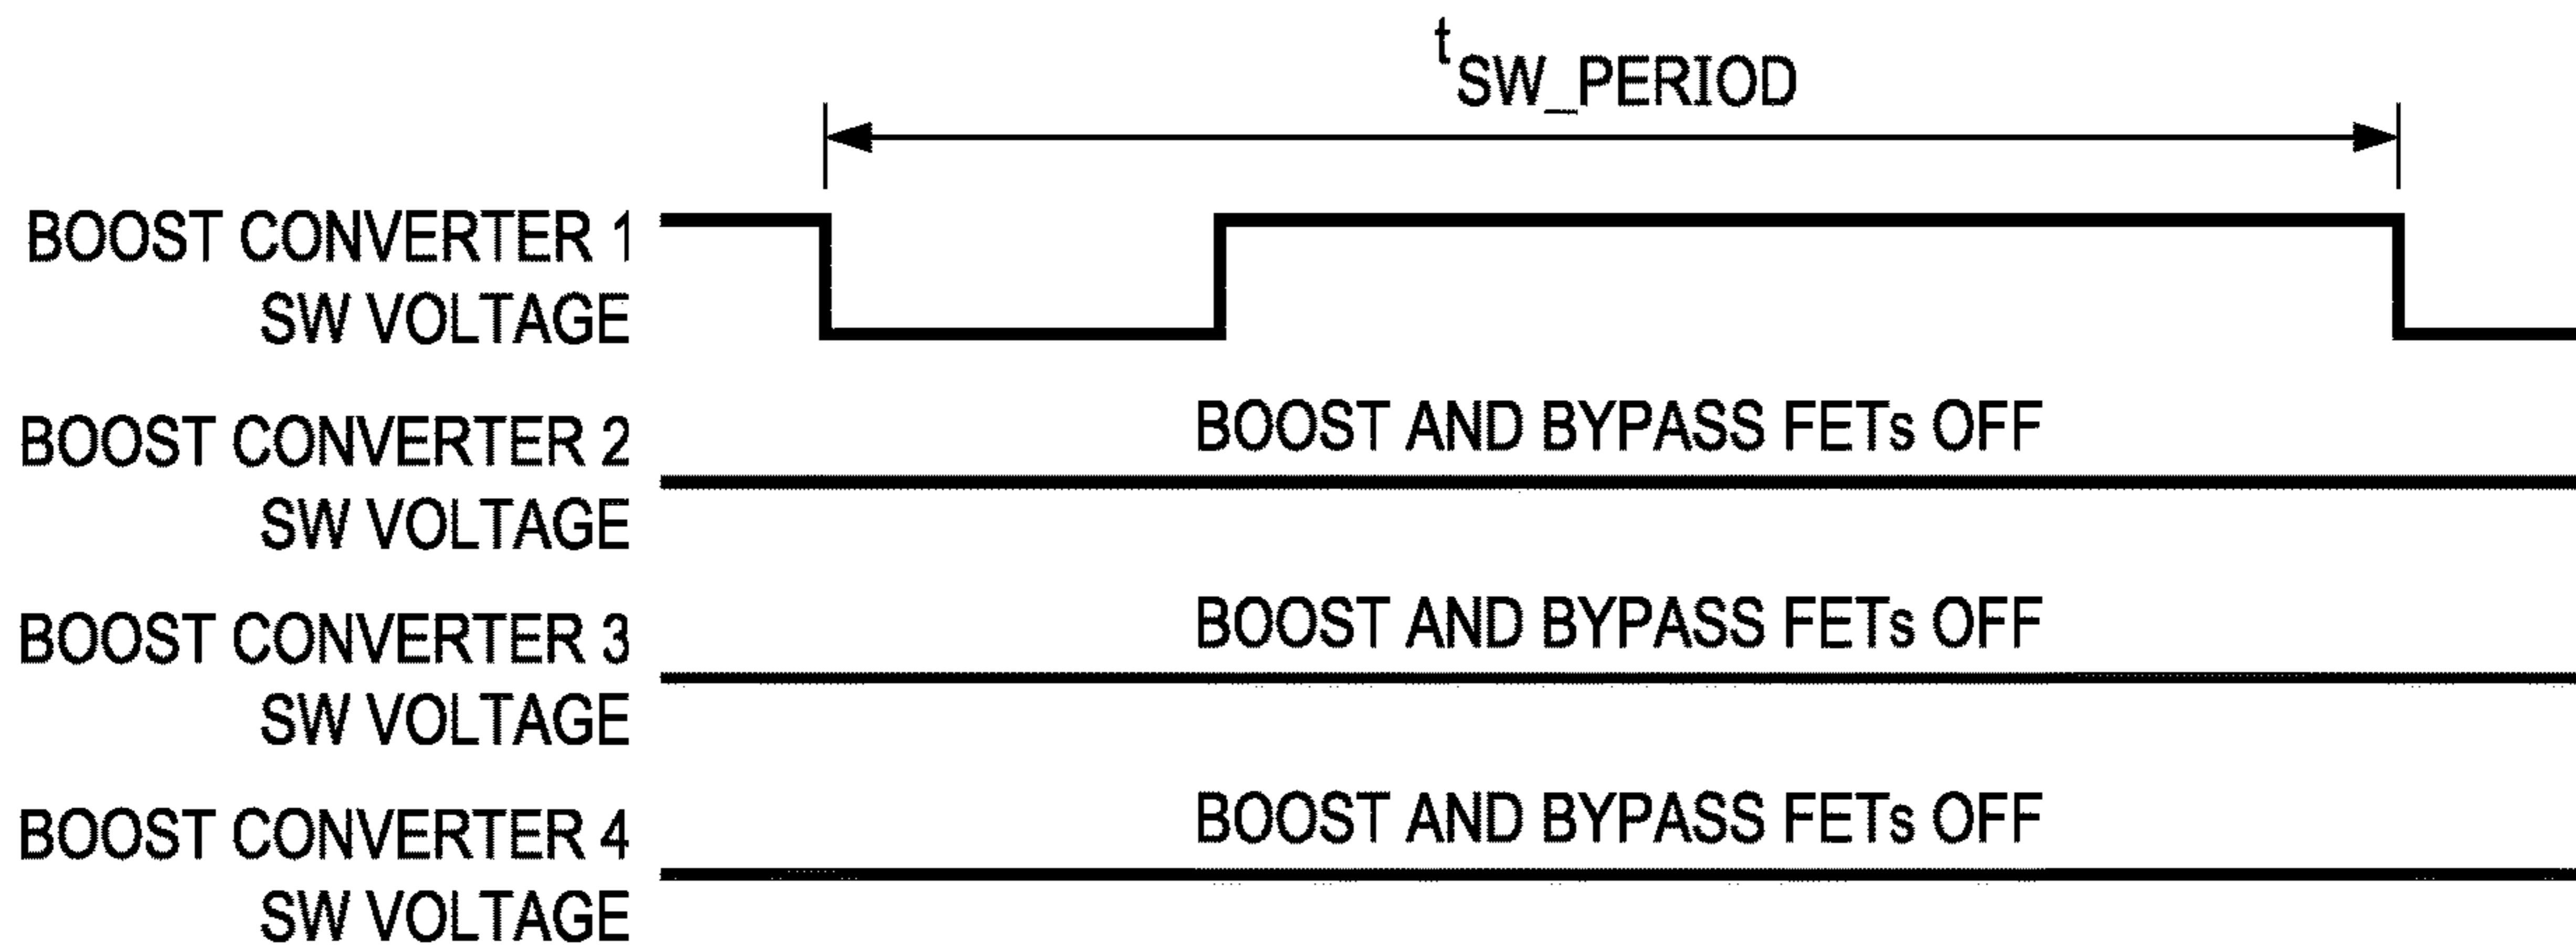 tSW_PERIOD
BOOST CONVERTER 1
SW VOLTAGE
BOOST AND BYPASS FETs OFF
BOOST CONVERTER 2
SW VOLTAGE
BOOST AND BYPASS FETs OFF
BOOST CONVERTER 3
SW VOLTAGE
BOOST AND BYPASS FETs OFF
BOOST CONVERTER 4
SW VOLTAGE